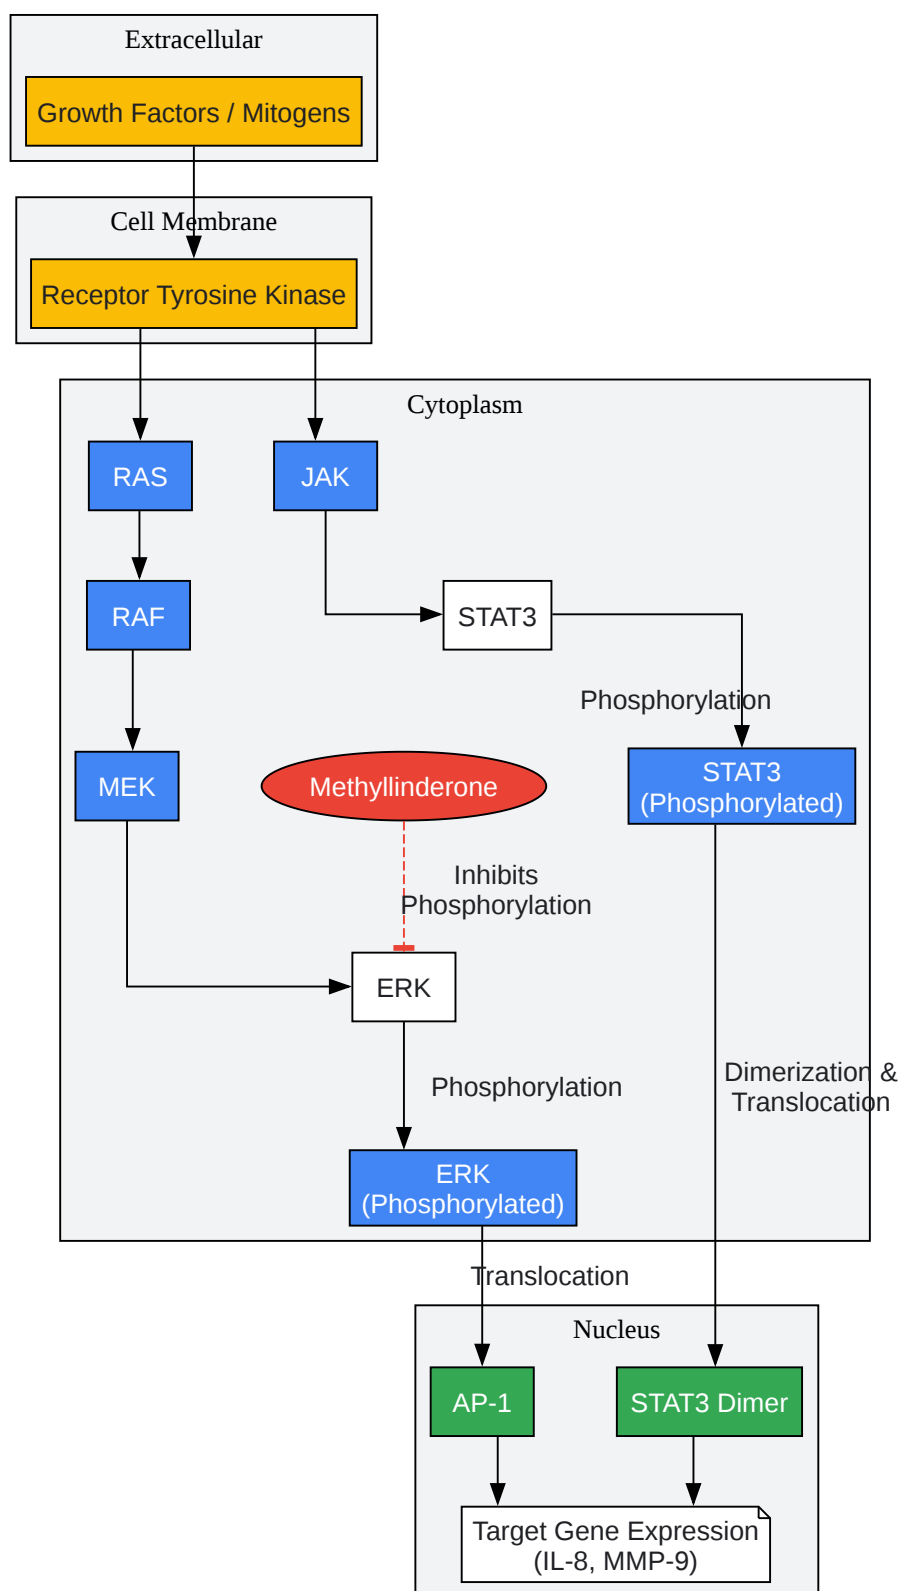 Extracellular
Growth Factors / Mitogens
Cell Membrane
Receptor Tyrosine Kinase
Cytoplasm
RAS
JAK
RAF
STAT3
Phosphorylation
MEK
Methyllinderone
STAT3
(Phosphorylated)
Inhibits
Phosphorylation
ERK
Phosphorylation
Dimerization &
Translocation
ERK
(Phosphorylated)
Translocation
Nucleus
AP-1
STAT3 Dimer
Target Gene Expression
(IL-8, MMP-9)